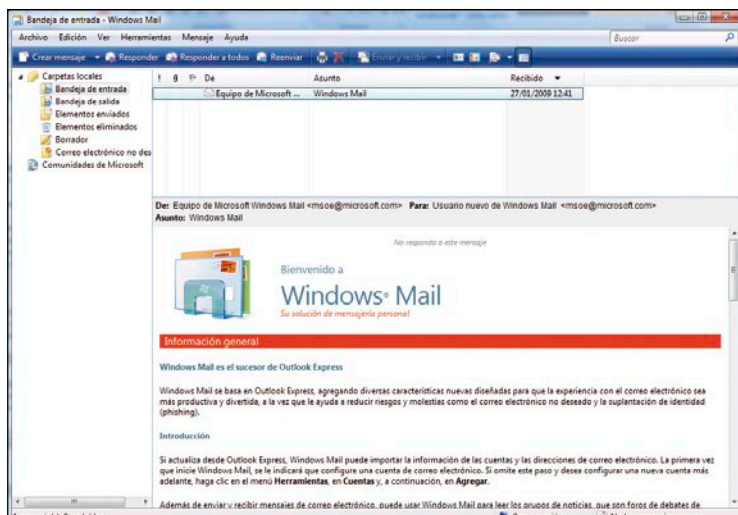 Bandeja de entrada - Windows Mail
Archivo Edición Ver Herramientas Mensaje Ayuda
Buscar
Crear mensaje Responder Responder a todos Reenviar Enviar y recibir
Carpetas locales
Bandeja de entrada
Bandeja de salida
Elementos enviados
Elementos eliminados
Borrador
Correo electrónico no des
Comunidades de Microsoft
! De Asunto Recibido
Equipo de Microsoft ... Windows Mail 27/01/2009 12:41
De: Equipo de Microsoft Windows Mail <msoe@microsoft.com> Para: Usuario nuevo de Windows Mail <msoe@microsoft.com>
Asunto: Windows Mail
No responda a este mensaje
Bienvenido a
Windows® Mail
Su solución de mensajería personal
Información general
Windows Mail es el sucesor de Outlook Express
Windows Mail se basa en Outlook Express, agregando diversas características nuevas diseñadas para que la experiencia con el correo electrónico sea
más productiva y divertida, a la vez que le ayuda a reducir riesgos y molestias como el correo electrónico no deseado y la suplantación de identidad
(phishing).
Introducción
Si actualiza desde Outlook Express, Windows Mail puede importar la información de las cuentas y las direcciones de correo electrónico. La primera vez
que inicie Windows Mail, se le indicará que configure una cuenta de correo electrónico. Si omite este paso y desea configurar una nueva cuenta más
adelante, haga clic en el menú Herramientas, en Cuentas y, a continuación, en Agregar.
Además de enviar y recibir mensajes de correo electrónico, puede usar Windows Mail para leer los grupos de noticias, que son foros de debates de